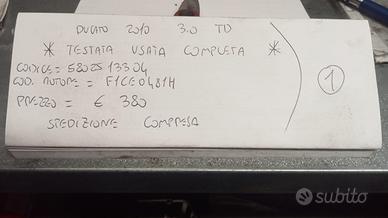 DUCATO 2010 3.0 TD
* TESTATA USATA COMPLETA *
CODICE = 5802513304
COD. MOTORE = F1CE0481H
PREZZO = € 380
SPEDIZIONE COMPRESA
1
subito